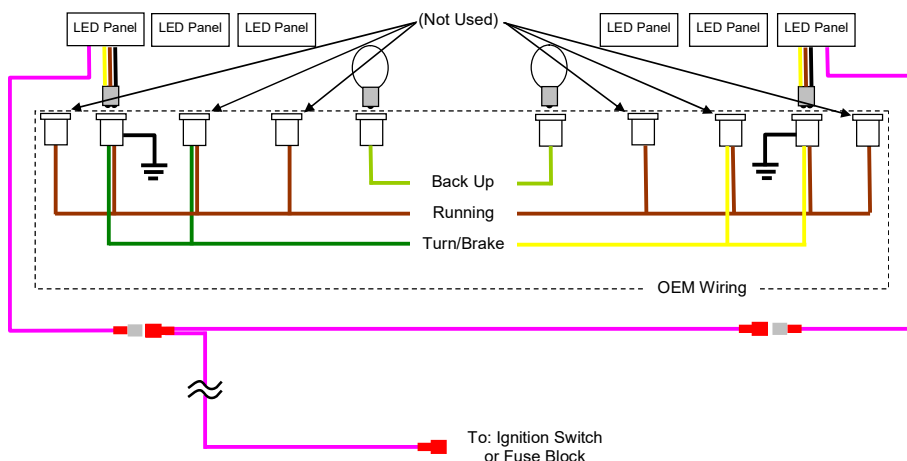 LED Panel
LED Panel
LED Panel
(Not Used)
LED Panel
LED Panel
LED Panel
Back Up
Running
Turn/Brake
OEM Wiring
To: Ignition Switch
or Fuse Block